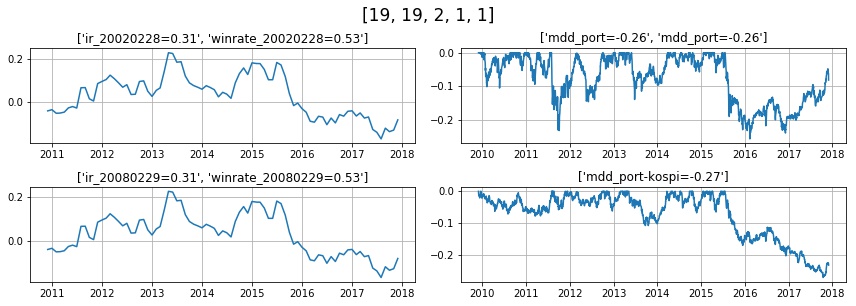 [19, 19, 2, 1, 1]
['ir_20020228=0.31', 'winrate_20020228=0.53']
0.2
0.0
2011 2012 2013 2014 2015 2016 2017 2018
['mdd_port=-0.26', 'mdd_port=-0.26']
0.0
−0.1
−0.2
2010 2011 2012 2013 2014 2015 2016 2017 2018
['ir_20080229=0.31', 'winrate_20080229=0.53']
0.2
0.0
2011 2012 2013 2014 2015 2016 2017 2018
['mdd_port-kospi=-0.27']
0.0
−0.1
−0.2
2010 2011 2012 2013 2014 2015 2016 2017 2018